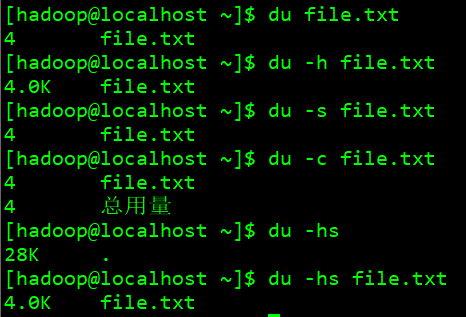 [hadoop@localhost ~]$ du file.txt
4       file.txt
[hadoop@localhost ~]$ du -h file.txt
4.0K    file.txt
[hadoop@localhost ~]$ du -s file.txt
4       file.txt
[hadoop@localhost ~]$ du -c file.txt
4       file.txt
4       总用量
[hadoop@localhost ~]$ du -hs
28K     .
[hadoop@localhost ~]$ du -hs file.txt
4.0K    file.txt